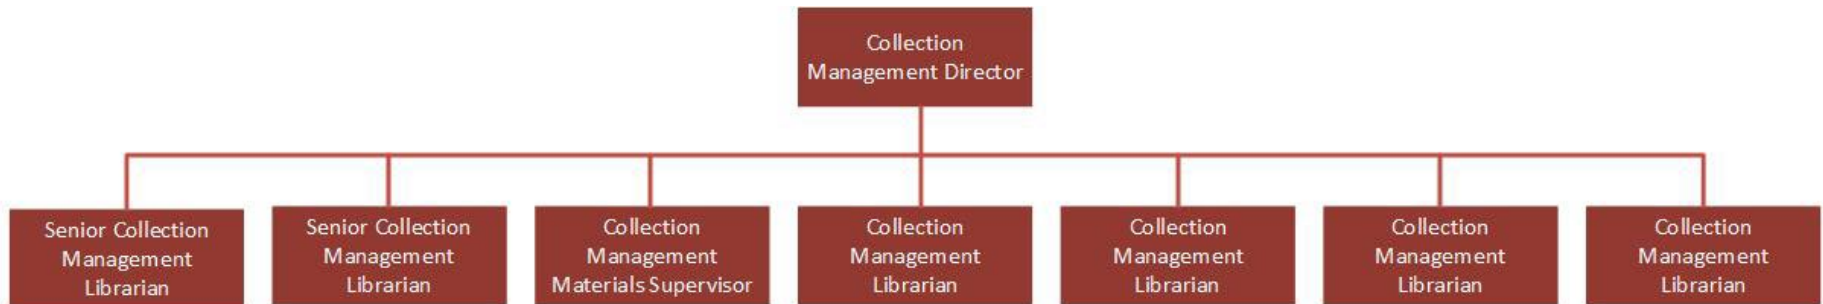 Collection
Management Director
Senior Collection
Management
Librarian
Senior Collection
Management
Librarian
Collection
Management
Materials Supervisor
Collection
Management
Librarian
Collection
Management
Librarian
Collection
Management
Librarian
Collection
Management
Librarian